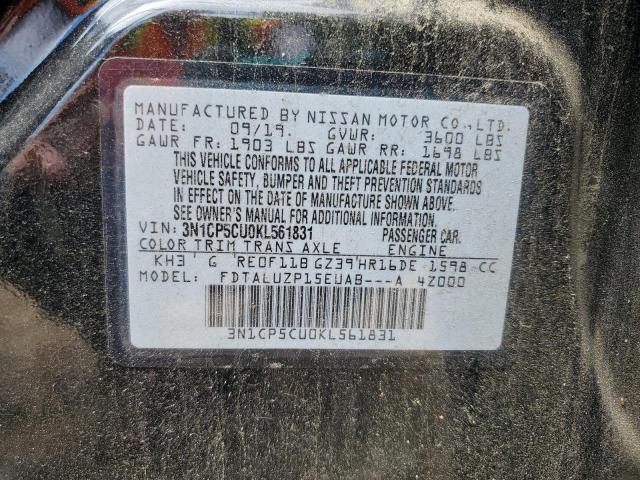 MANUFACTURED BY NISSAN MOTOR CO.,LTD.
DATE: 09/19. GVWR: 3600 LBS
GAWR FR: 1903 LBS GAWR RR: 1698 LBS
THIS VEHICLE CONFORMS TO ALL APPLICABLE FEDERAL MOTOR
VEHICLE SAFETY, BUMPER AND THEFT PREVENTION STANDARDS
IN EFFECT ON THE DATE OF MANUFACTURE SHOWN ABOVE.
SEE OWNER'S MANUAL FOR ADDITIONAL INFORMATION
VIN: 3N1CP5CU0KL561831 PASSENGER CAR.
COLOR TRIM TRANS AXLE ENGINE
KH3 G RE0F11B GZ39 HR16DE 1598 CC
MODEL: FDTALUZP15EUAB---A 4Z000
3N1CP5CU0KL561831